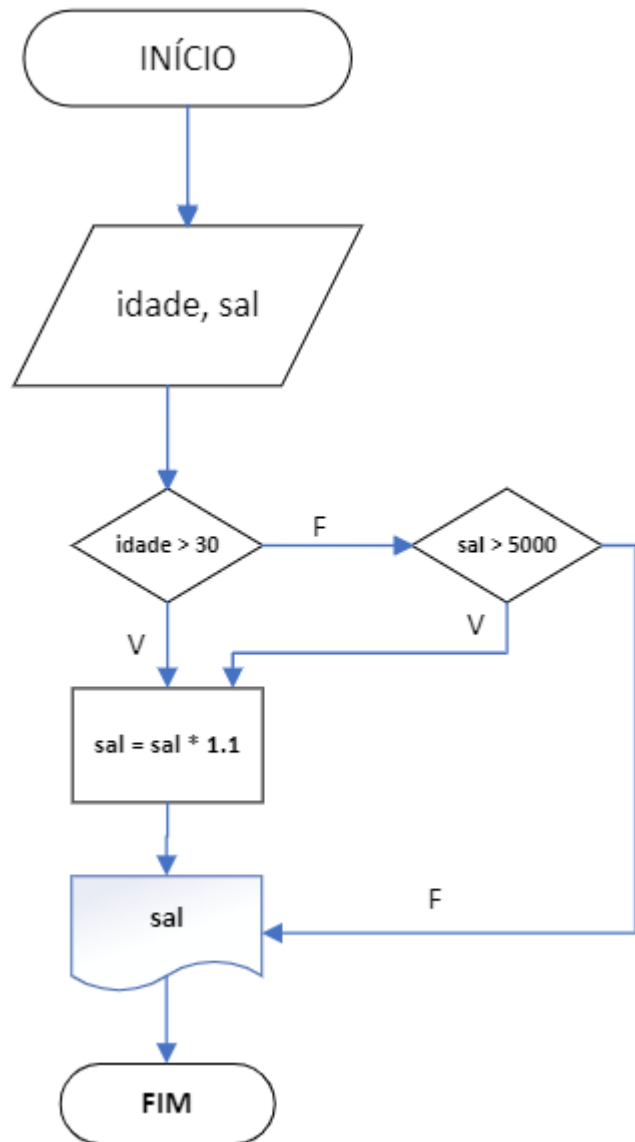 INÍCIO
idade, sal
idade > 30
F
sal > 5000
V
V
sal = sal * 1.1
sal
F
FIM